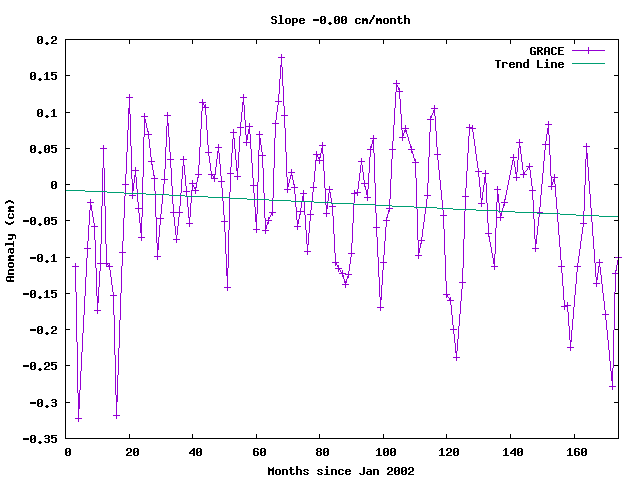 Slope -0.00 cm/month
GRACE
Trend Line
0.2
0.15
0.1
0.05
0
-0.05
-0.1
-0.15
-0.2
-0.25
-0.3
-0.35
Anomaly (cm)
0 20 40 60 80 100 120 140 160
Months since Jan 2002